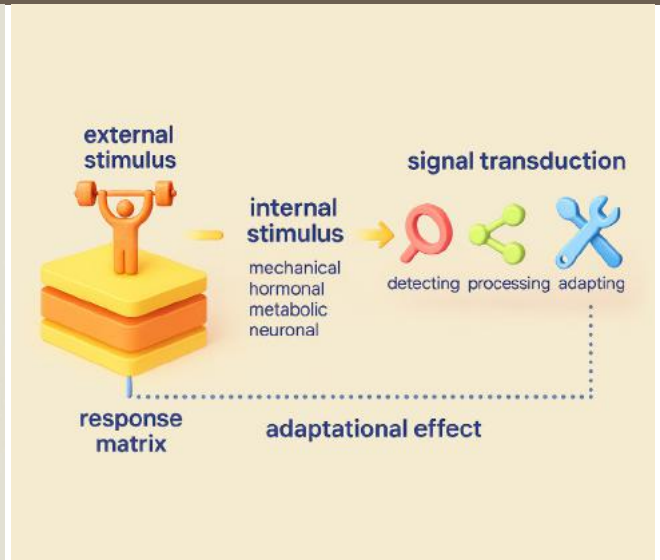 external
stimulus
internal
stimulus
mechanical
hormonal
metabolic
neuronal
signal transduction
detecting processing adapting
response
matrix
adaptational effect